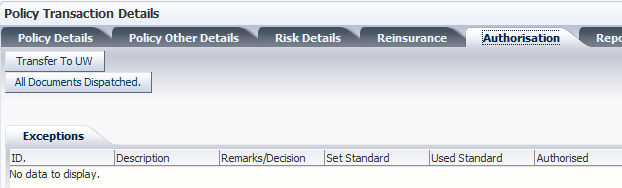 Policy Transaction Details
Policy Details Policy Other Details Risk Details Reinsurance Authorisation Repo
Transfer To UW
All Documents Dispatched.
Exceptions
ID. Description Remarks/Decision Set Standard Used Standard Authorised
No data to display.